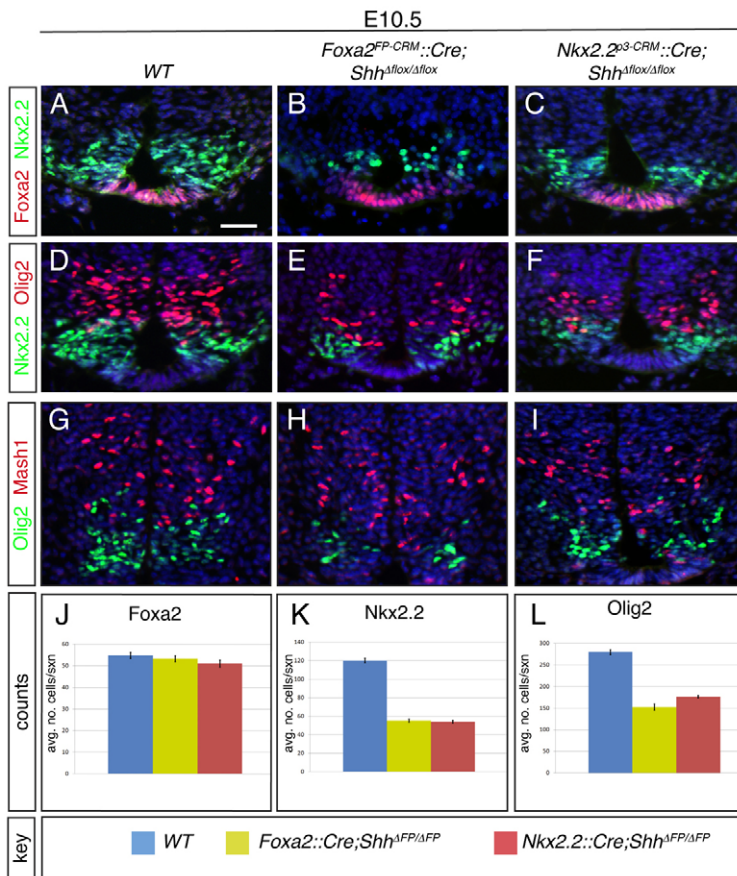 E10.5
WT
Foxa2FP-CRM::Cre;
ShhΔflox/Δflox
Nkx2.2p3-CRM::Cre;
ShhΔflox/Δflox
Foxa2 Nkx2.2
A
B
C
Nkx2.2 Olig2
D
E
F
Olig2 Mash1
G
H
I
counts
J
Foxa2
avg. no. cells/sxn
60
50
40
30
20
10
0
K
Nkx2.2
avg. no. cells/sxn
140
120
100
80
60
40
20
0
L
Olig2
avg. no. cells/sxn
300
250
200
150
100
50
0
key
WT
Foxa2::Cre;ShhΔFP/ΔFP
Nkx2.2::Cre;ShhΔFP/ΔFP